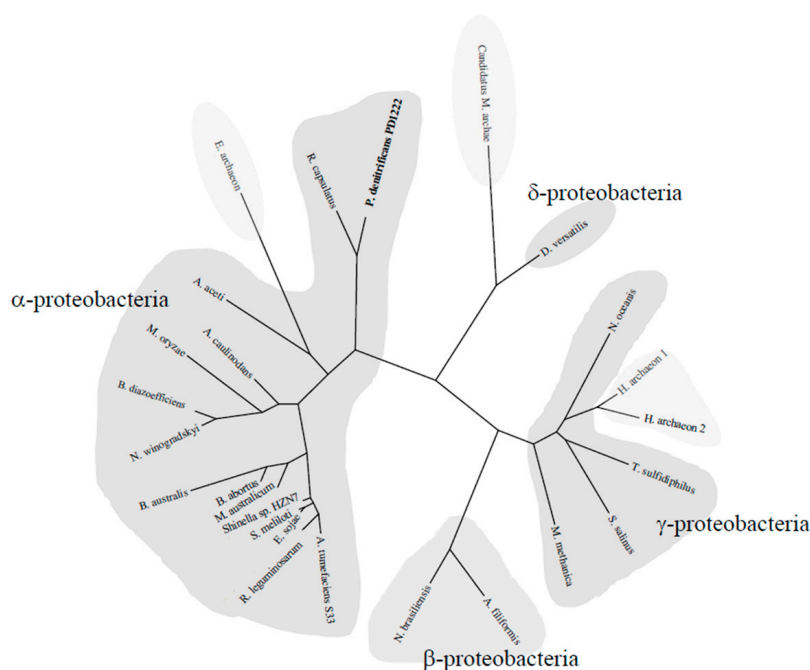 Candidatus M. archae
E. archaeon
R. capsulatus
P. denitrificans PD1222
δ-proteobacteria
D. versatilis
α-proteobacteria
A. aceti
N. oceanis
M. oryzae
A. caulinodans
H. archaeon 1
B. diazoefficiens
H. archaeon 2
N. winogradskyi
T. sulfidiphilus
B. australis
B. abortus
M. australicum
Shinella sp. HZN7
S. meliloti
E. sojae
R. leguminosarum
A. tumefaciens S33
S. salinus
γ-proteobacteria
M. methanica
N. brasiliensis
A. filiformis
β-proteobacteria